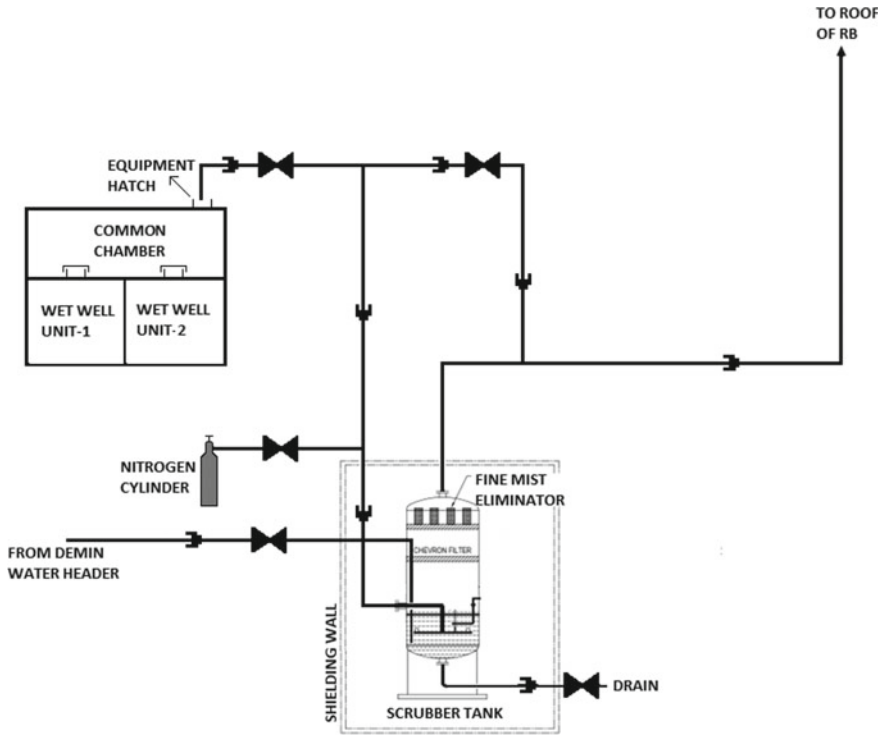 TO ROOF
OF RB
EQUIPMENT
HATCH
COMMON
CHAMBER
WET WELL
UNIT-1
WET WELL
UNIT-2
NITROGEN
CYLINDER
FINE MIST
ELIMINATOR
CHEVRON FILTER
FROM DEMIN
WATER HEADER
SHIELDING WALL
DRAIN
SCRUBBER TANK